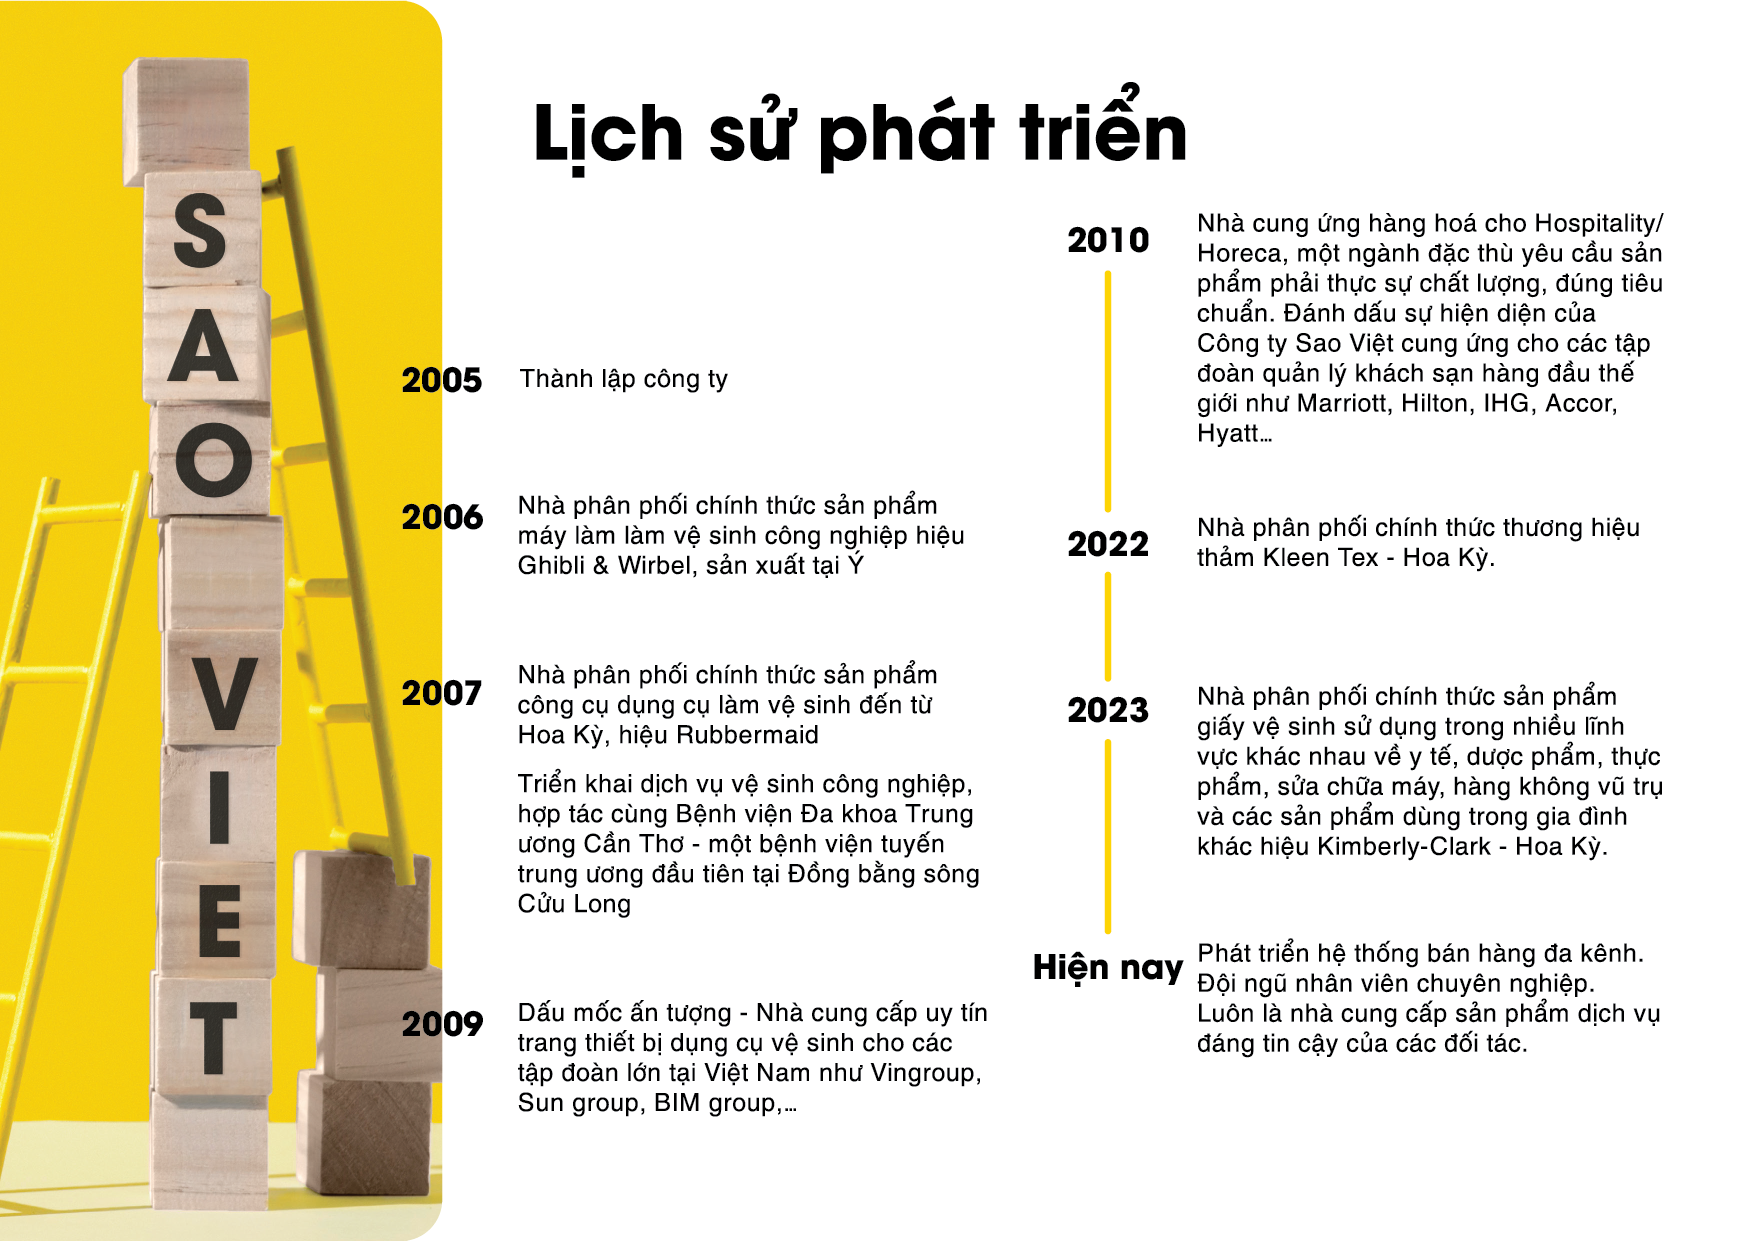 S
A
O
V
I
E
T
Lịch sử phát triển
2005
Thành lập công ty
2006
Nhà phân phối chính thức sản phẩm
máy làm làm vệ sinh công nghiệp hiệu
Ghibli & Wirbel, sản xuất tại Ý
2007
Nhà phân phối chính thức sản phẩm
công cụ dụng cụ làm vệ sinh đến từ
Hoa Kỳ, hiệu Rubbermaid
Triển khai dịch vụ vệ sinh công nghiệp,
hợp tác cùng Bệnh viện Đa khoa Trung
ương Cần Thơ - một bệnh viện tuyến
trung ương đầu tiên tại Đồng bằng sông
Cửu Long
2009
Dấu mốc ấn tượng - Nhà cung cấp uy tín
trang thiết bị dụng cụ vệ sinh cho các
tập đoàn lớn tại Việt Nam như Vingroup,
Sun group, BIM group,...
2010
Nhà cung ứng hàng hoá cho Hospitality/
Horeca, một ngành đặc thù yêu cầu sản
phẩm phải thực sự chất lượng, đúng tiêu
chuẩn. Đánh dấu sự hiện diện của
Công ty Sao Việt cung ứng cho các tập
đoàn quản lý khách sạn hàng đầu thế
giới như Marriott, Hilton, IHG, Accor,
Hyatt...
2022
Nhà phân phối chính thức thương hiệu
thảm Kleen Tex - Hoa Kỳ.
2023
Nhà phân phối chính thức sản phẩm
giấy vệ sinh sử dụng trong nhiều lĩnh
vực khác nhau về y tế, dược phẩm, thực
phẩm, sửa chữa máy, hàng không vũ trụ
và các sản phẩm dùng trong gia đình
khác hiệu Kimberly-Clark - Hoa Kỳ.
Hiện nay
Phát triển hệ thống bán hàng đa kênh.
Đội ngũ nhân viên chuyên nghiệp.
Luôn là nhà cung cấp sản phẩm dịch vụ
đáng tin cậy của các đối tác.